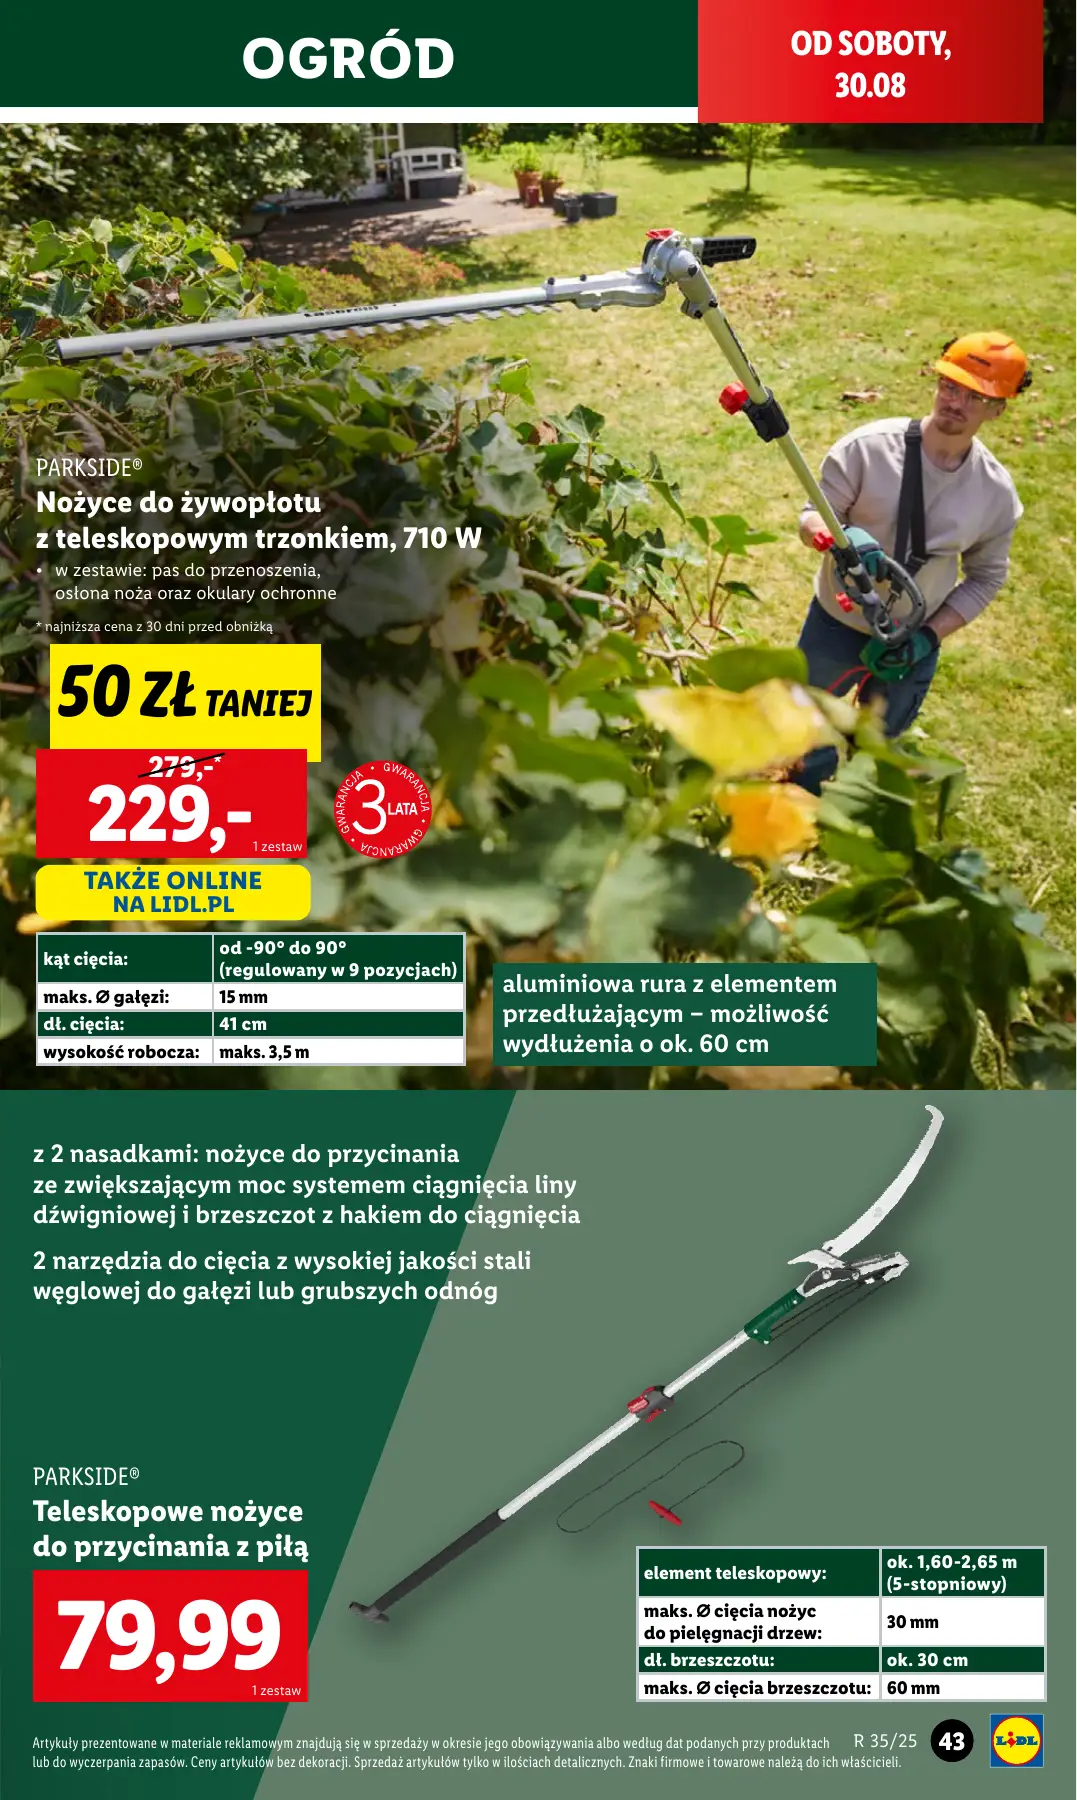 OGRÓD
OD SOBOTY,
30.08
PARKSIDE®
Nożyce do żywopłotu
z teleskopowym trzonkiem, 710 W
• w zestawie: pas do przenoszenia,
osłona noża oraz okulary ochronne
* najniższa cena z 30 dni przed obniżką
50 ZŁ TANIEJ
279,-*
229,-
1 zestaw
GWARANCJA • GWARANCJA • GWARANCJA •
3 LATA
TAKŻE ONLINE
NA LIDL.PL
kąt cięcia: od -90° do 90°
(regulowany w 9 pozycjach)
maks. Ø gałęzi: 15 mm
dł. cięcia: 41 cm
wysokość robocza: maks. 3,5 m
aluminiowa rura z elementem
przedłużającym – możliwość
wydłużenia o ok. 60 cm
z 2 nasadkami: nożyce do przycinania
ze zwiększającym moc systemem ciągnięcia liny
dźwigniowej i brzeszczot z hakiem do ciągnięcia
2 narzędzia do cięcia z wysokiej jakości stali
węglowej do gałęzi lub grubszych odnóg
PARKSIDE®
Teleskopowe nożyce
do przycinania z piłą
79,99
1 zestaw
element teleskopowy: ok. 1,60-2,65 m
(5-stopniowy)
maks. Ø cięcia nożyc
do pielęgnacji drzew: 30 mm
dł. brzeszczotu: ok. 30 cm
maks. Ø cięcia brzeszczotu: 60 mm
Artykuły prezentowane w materiale reklamowym znajdują się w sprzedaży w okresie jego obowiązywania albo według dat podanych przy produktach
lub do wyczerpania zapasów. Ceny artykułów bez dekoracji. Sprzedaż artykułów tylko w ilościach detalicznych. Znaki firmowe i towarowe należą do ich właścicieli.
R 35/25
43
LIDL